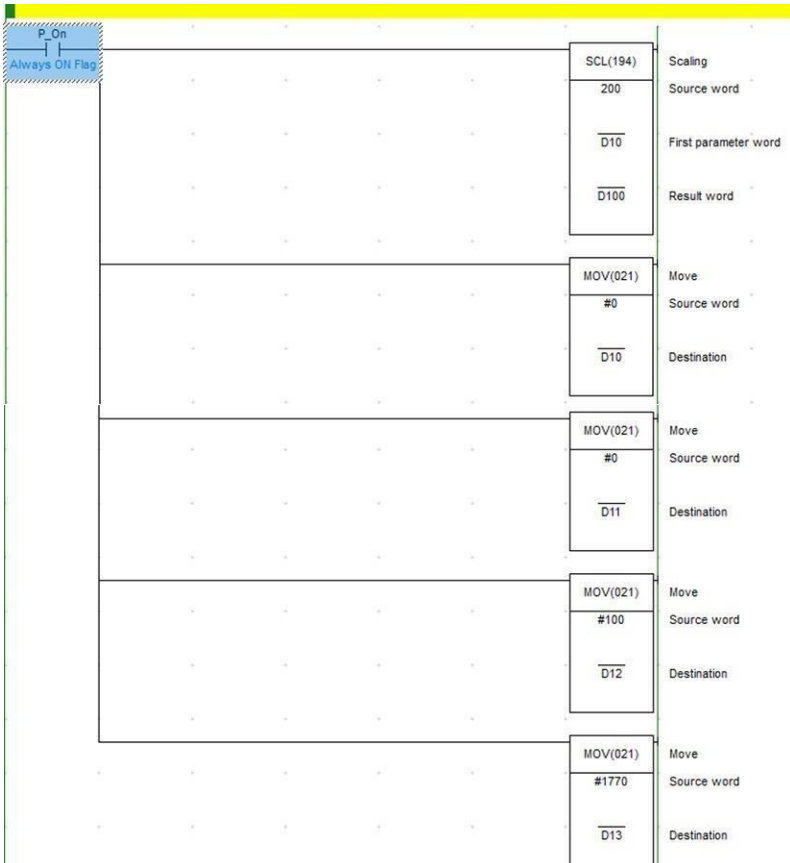 P_On
Always ON Flag
SCL(194) Scaling
200 Source word
D10 First parameter word
D100 Result word
MOV(021) Move
#0 Source word
D10 Destination
MOV(021) Move
#0 Source word
D11 Destination
MOV(021) Move
#100 Source word
D12 Destination
MOV(021) Move
#1770 Source word
D13 Destination